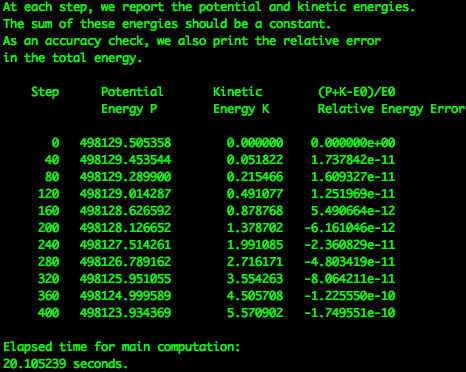 At each step, we report the potential and kinetic energies.
The sum of these energies should be a constant.
As an accuracy check, we also print the relative error
in the total energy.
Step Potential Kinetic (P+K-E0)/E0
Energy P Energy K Relative Energy Error
0 498129.505358 0.000000 0.000000e+00
40 498129.453544 0.051822 1.737842e-11
80 498129.289900 0.215466 1.609327e-11
120 498129.014287 0.491077 1.251969e-11
160 498128.626592 0.878768 5.490664e-12
200 498128.126652 1.378702 -6.161046e-12
240 498127.514261 1.991085 -2.360829e-11
280 498126.789162 2.716171 -4.803419e-11
320 498125.951055 3.554263 -8.064211e-11
360 498124.999589 4.505708 -1.225550e-10
400 498123.934369 5.570902 -1.749551e-10
Elapsed time for main computation:
20.105239 seconds.